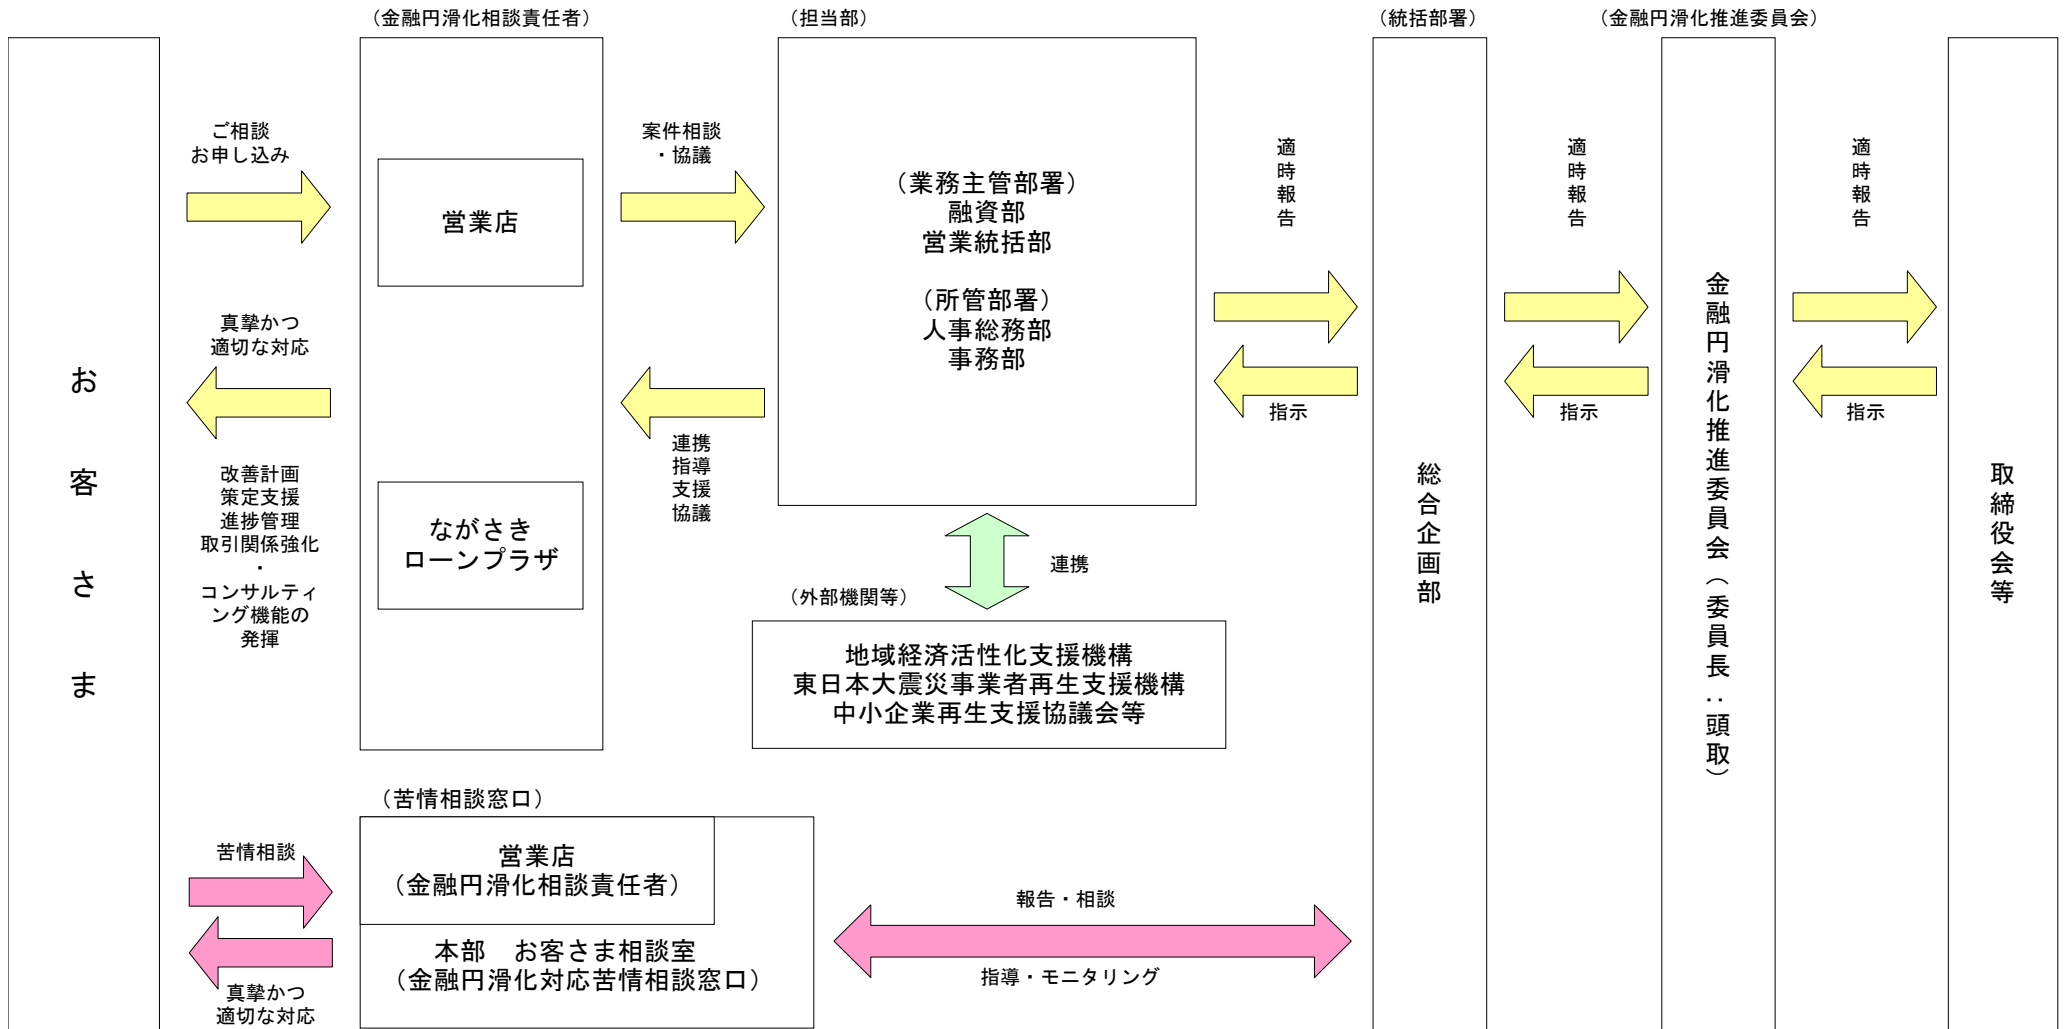 （金融円滑化相談責任者）
（担当部）
（統括部署）
（金融円滑化推進委員会）
お客さま
ご相談
お申し込み
真摯かつ
適切な対応
改善計画
策定支援
進捗管理
取引関係強化
・
コンサルティ
ング機能の
発揮
営業店
ながさき
ローンプラザ
案件相談
・協議
連携
指導
支援
協議
（業務主管部署）
融資部
営業統括部
（所管部署）
人事総務部
事務部
連携
（外部機関等）
地域経済活性化支援機構
東日本大震災事業者再生支援機構
中小企業再生支援協議会等
適時報告
指示
総合企画部
適時報告
指示
金融円滑化推進委員会（委員長：頭取）
適時報告
指示
取締役会等
（苦情相談窓口）
苦情相談
真摯かつ
適切な対応
営業店
（金融円滑化相談責任者）
本部　お客さま相談室
（金融円滑化対応苦情相談窓口）
報告・相談
指導・モニタリング